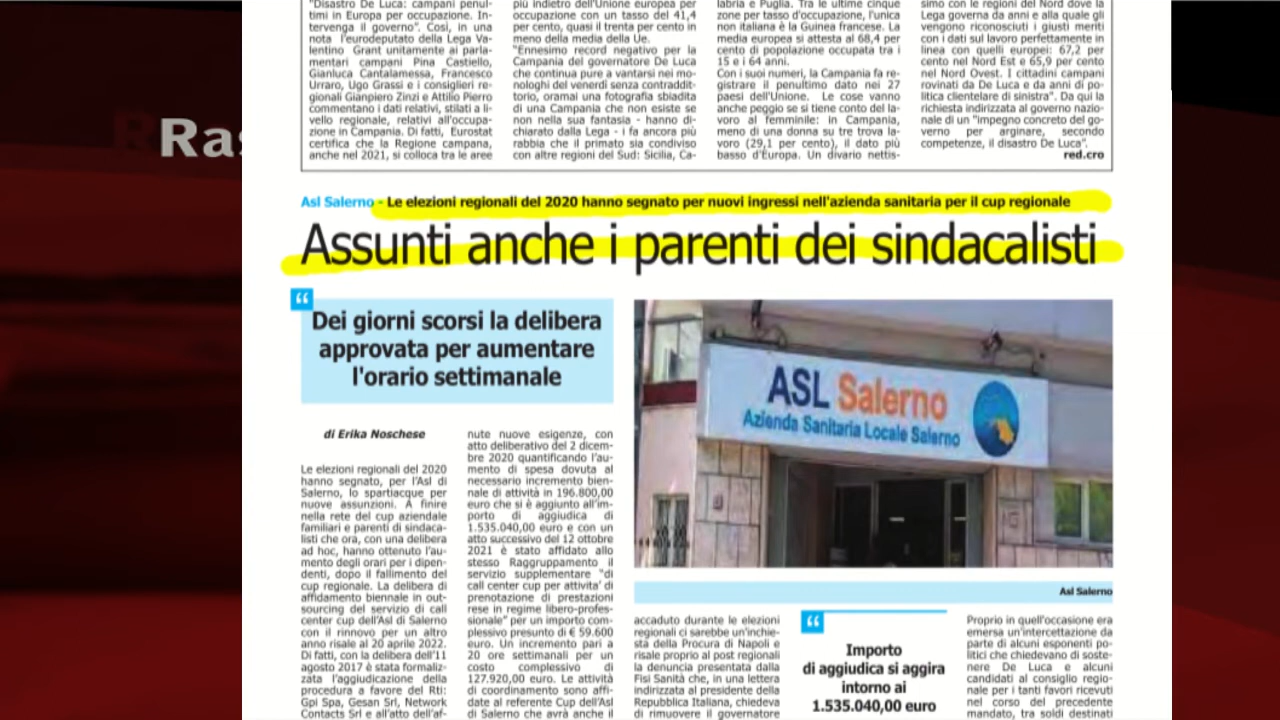 Ras
"Disastro De Luca: campani penul-
timi in Europa per occupazione. In-
tervenga il governo". Così, in una
nota l'eurodeputato della Lega Va-
lentino Grant unitamente ai parla-
mentari campani Pina Castiello,
Gianluca Cantalamessa, Francesco
Urraro, Ugo Grassi e i consiglieri re-
gionali Gianpiero Zinzi e Attilio Pierro
commentano i dati relativi, stilati a li-
vello regionale, relativi all'occupa-
zione in Campania. Di fatti, Eurostat
certifica che la Regione campana,
anche nel 2021, si colloca tra le aree
più indietro dell'Unione europea per
occupazione con un tasso del 41,4
per cento, quasi il trenta per cento in
meno della media della Ue.
"Ennesimo record negativo per la
Campania del governatore De Luca
che continua pure a vantarsi nei mo-
nologhi del venerdì senza contraddit-
torio, oramai una fotografia sbiadita
di una Campania che non esiste se
non nella sua fantasia - hanno di-
chiarato dalla Lega - i fa ancora più
rabbia che il primato sia condiviso
con altre regioni del Sud: Sicilia, Ca-
labria e Puglia. Tra le ultime cinque
zone per tasso d'occupazione, l'unica
non italiana è la Guinea francese. La
media europea si attesta al 68,4 per
cento di popolazione occupata tra i
15 e i 64 anni.
Con i suoi numeri, la Campania fa re-
gistrare il penultimo dato nei 27
paesi dell'Unione. Le cose vanno
anche peggio se si tiene conto del la-
voro al femminile: in Campania,
meno di una donna su tre trova la-
voro (29,1 per cento), il dato più
basso d'Europa. Un divario nettis-
simo con le regioni del Nord dove la
Lega governa da anni e alla quale gli
vengono riconosciuti i giusti meriti
con i dati sul lavoro perfettamente in
linea con quelli europei: 67,2 per
cento nel Nord Est e 65,9 per cento
nel Nord Ovest. I cittadini campani
rovinati da De Luca e da anni di po-
litica clientelare di sinistra". Da qui la
richiesta indirizzata al governo nazio-
nale di un "impegno concreto del go-
verno per arginare, secondo
competenze, il disastro De Luca".
red.cro
Asl Salerno - Le elezioni regionali del 2020 hanno segnato per nuovi ingressi nell'azienda sanitaria per il cup regionale
Assunti anche i parenti dei sindacalisti
“
Dei giorni scorsi la delibera
approvata per aumentare
l'orario settimanale
ASL Salerno
Azienda Sanitaria Locale Salerno
Asl Salerno
di Erika Noschese
Le elezioni regionali del 2020
hanno segnato, per l'Asl di
Salerno, lo spartiacque per
nuove assunzioni. A finire
nella rete del cup aziendale
familiari e parenti di sindaca-
listi che ora, con una delibera
ad hoc, hanno ottenuto l'au-
mento degli orari per i dipen-
denti, dopo il fallimento del
cup regionale. La delibera di
affidamento biennale in out-
sourcing del servizio di call
center cup dell'Asl di Salerno
con il rinnovo per un altro
anno risale al 20 aprile 2022.
Di fatti, con la delibera dell'11
agosto 2017 è stata formaliz-
zata l'aggiudicazione della
procedura a favore del Rti:
Gpi Spa, Gesan Srl, Network
Contacts Srl e all'atto dell'af-
nute nuove esigenze, con
atto deliberativo del 2 dicem-
bre 2020 quantificando l'au-
mento di spesa dovuta al
necessario incremento bien-
nale di attività in 196.800,00
euro che si è aggiunto all'im-
porto di aggiudica di
1.535.040,00 euro e con un
atto successivo del 12 ottobre
2021 è stato affidato allo
stesso Raggruppamento il
servizio supplementare "di
call center cup per attivita' di
prenotazione di prestazioni
rese in regime libero-profes-
sionale" per un importo com-
plessivo presunto di € 59.600
euro. Un incremento pari a
20 ore settimanali per un
costo complessivo di
127.920,00 euro. Le attività
di coordinamento sono affi-
date al referente Cup dell'Asl
di Salerno che avrà anche il
accaduto durante le elezioni
regionali ci sarebbe un'inchie-
sta della Procura di Napoli e
risale proprio al post regionali
la denuncia presentata dalla
Fisi Sanità che, in una lettera
indirizzata al presidente della
Repubblica Italiana, chiedeva
di rimuovere il governatore
“
Importo
di aggiudica si aggira
intorno ai
1.535.040,00 euro
Proprio in quell'occasione era
emersa un'intercettazione da
parte di alcuni esponenti po-
litici che chiedevano di soste-
nere De Luca e alcuni
candidati al consiglio regio-
nale per i tanti favori ricevuti
nel corso del precedente
mandato, tra soldi destinati